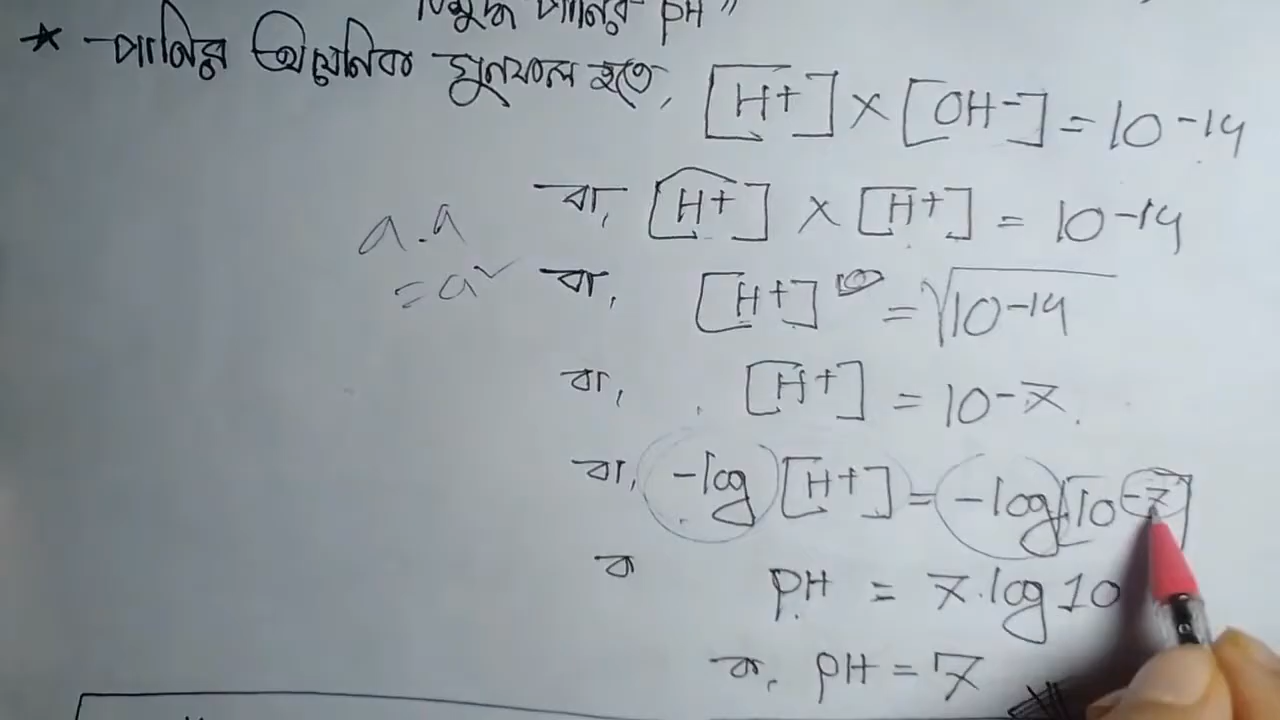 বিশুদ্ধ পানির pH"
★ পানির আয়নিক গুনফল হতে, [H+] × [OH-] = 10-14
বা, [H+] × [H+] = 10-14
a.a
= a²
বা, [H+] = √10-14
বা, [H+] = 10-7
বা, -log [H+] = -log [10-7]
বা pH = 7.log10
বা, pH = 7